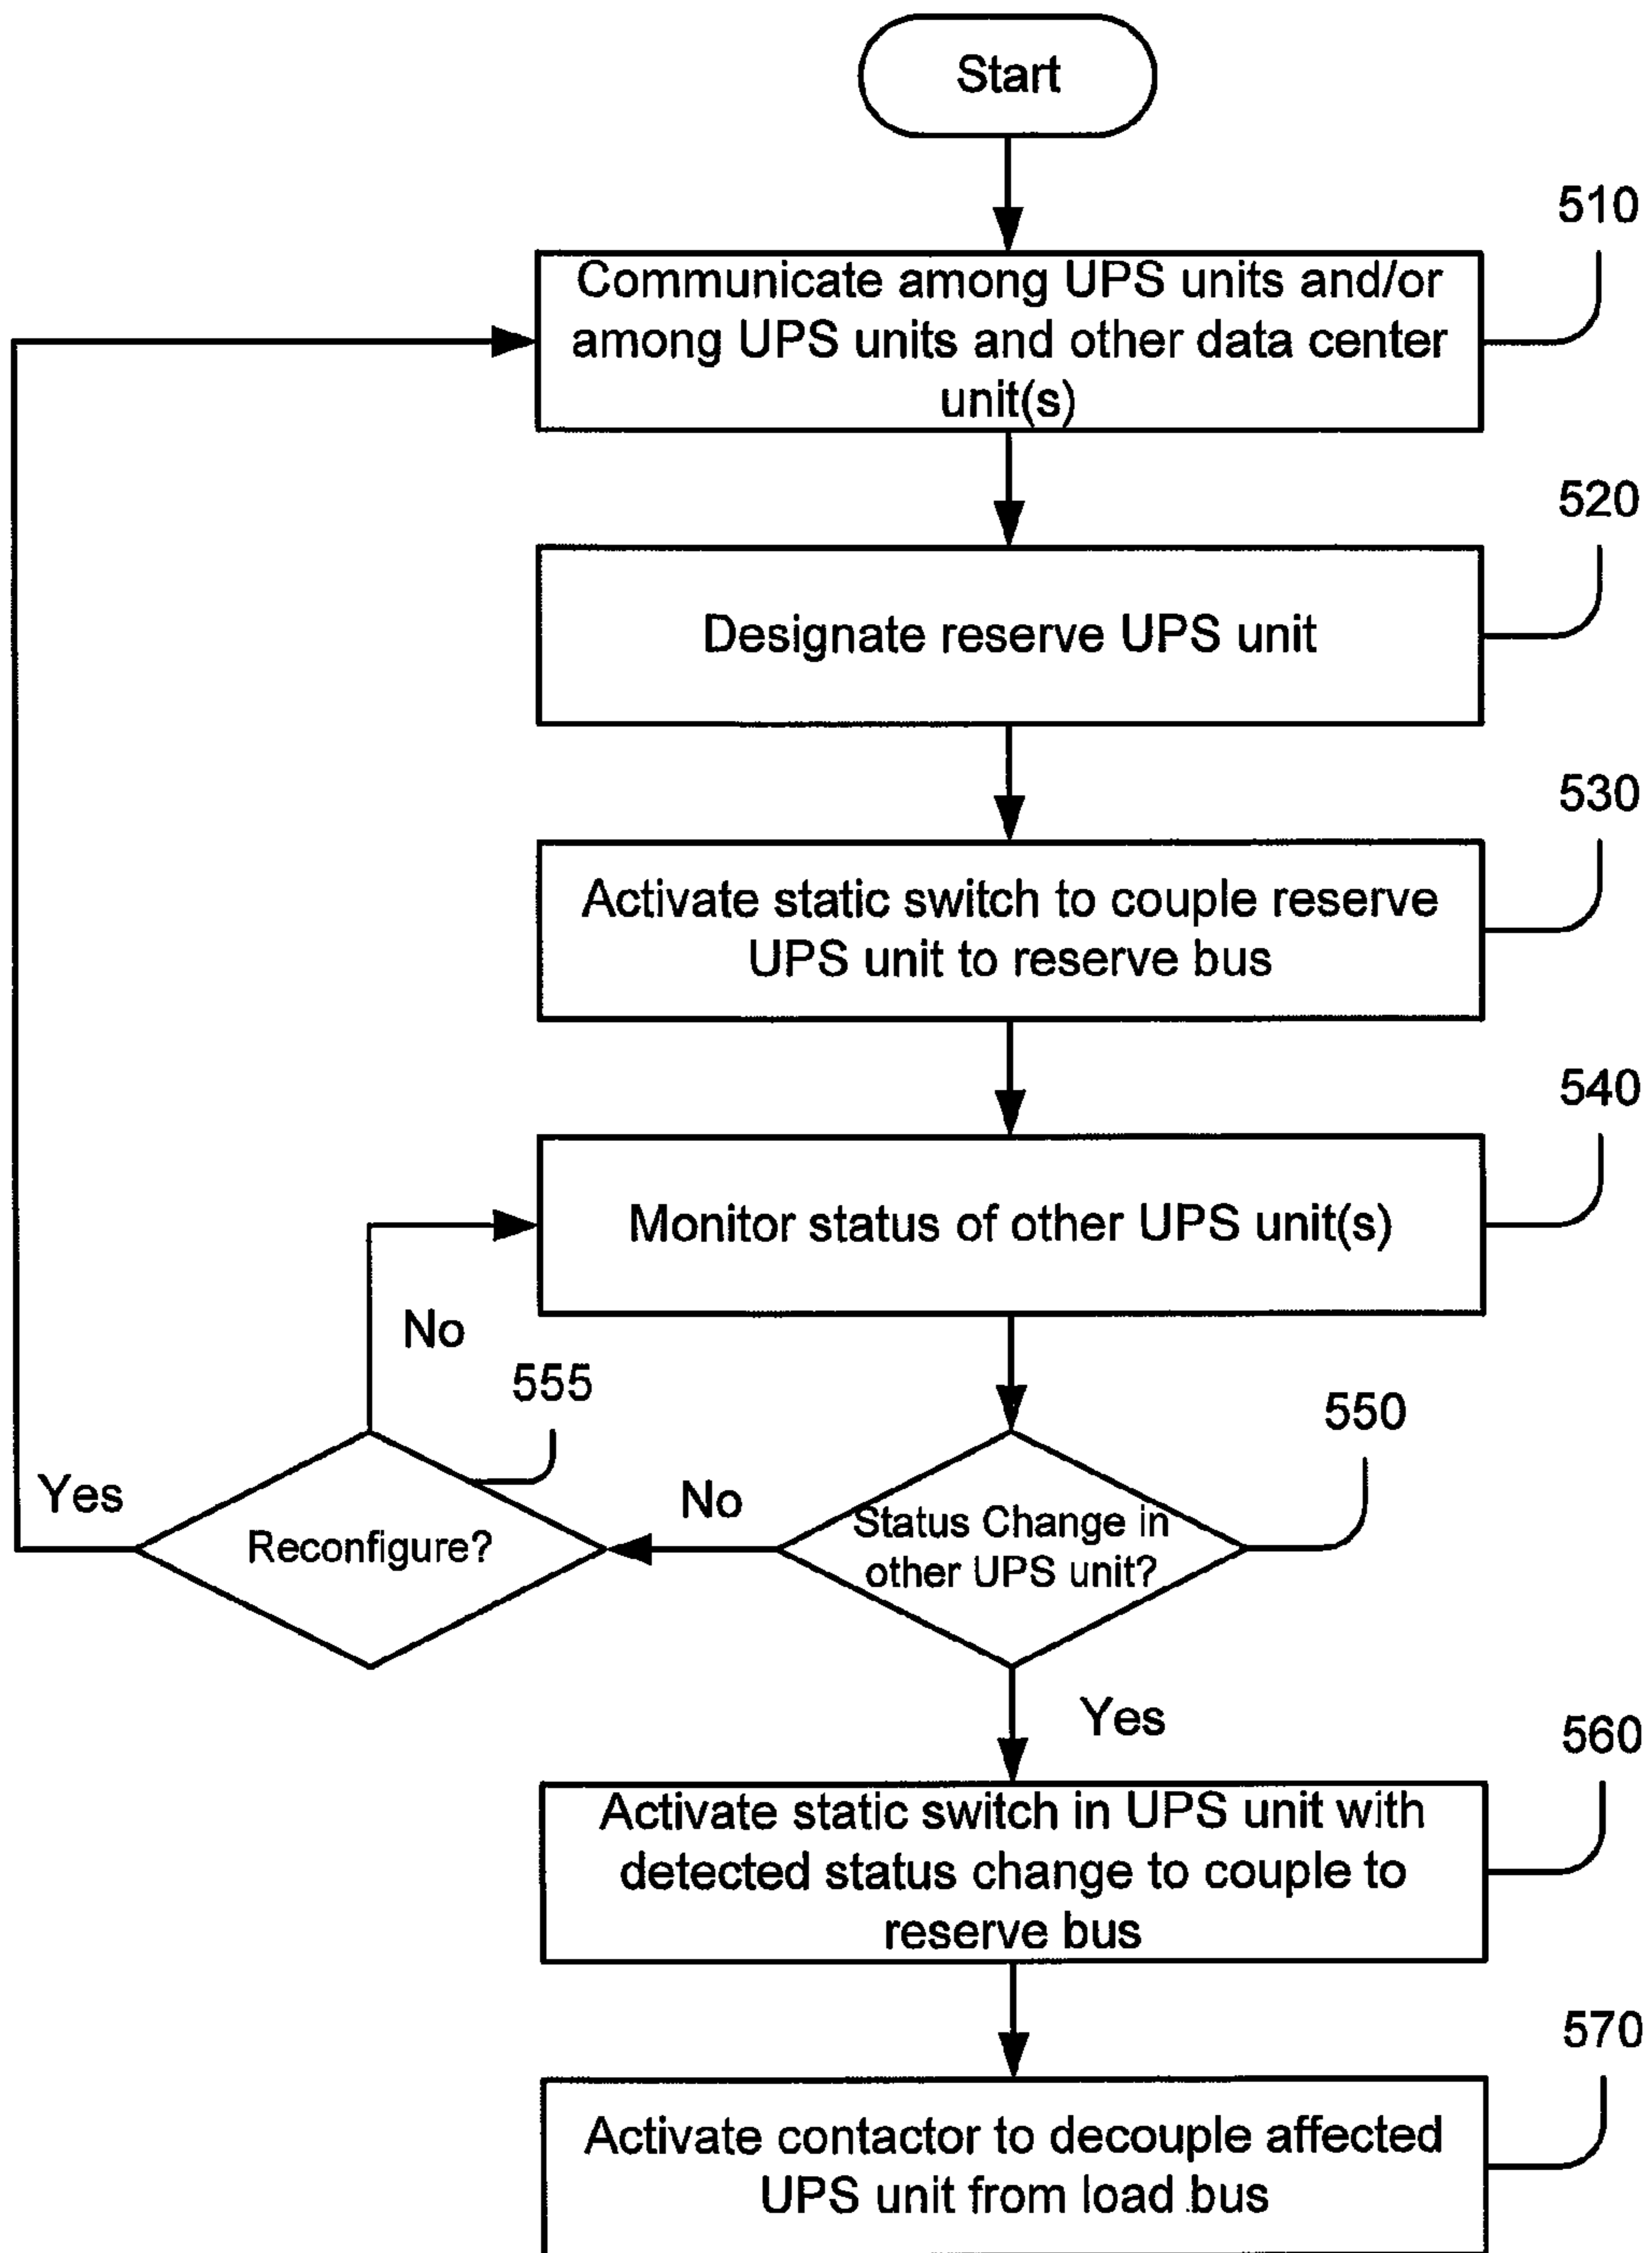 Start
510
Communicate among UPS units and/or
among UPS units and other data center
unit(s)
520
Designate reserve UPS unit
530
Activate static switch to couple reserve
UPS unit to reserve bus
540
Monitor status of other UPS unit(s)
No
555
550
Yes
Reconfigure?
No
Status Change in
other UPS unit?
Yes
560
Activate static switch in UPS unit with
detected status change to couple to
reserve bus
570
Activate contactor to decouple affected
UPS unit from load bus